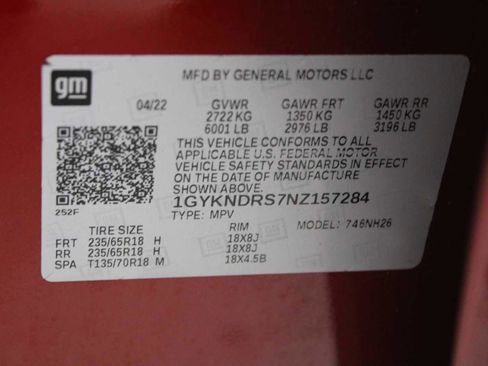 gm
MFD BY GENERAL MOTORS LLC
04/22 GVWR GAWR FRT GAWR RR
2722 KG 1350 KG 1450 KG
6001 LB 2976 LB 3196 LB
THIS VEHICLE CONFORMS TO ALL
APPLICABLE U.S. FEDERAL MOTOR
VEHICLE SAFETY STANDARDS IN EFFECT
ON THE DATE OF MANUFACTURE
SHOWN ABOVE.
252F 1GYKNDRS7NZ157284
TYPE: MPV MODEL: 746NH26
TIRE SIZE RIM
FRT 235/65R18 H 18X8J
RR 235/65R18 H 18X8J
SPA T135/70R18 M 18X4.5B